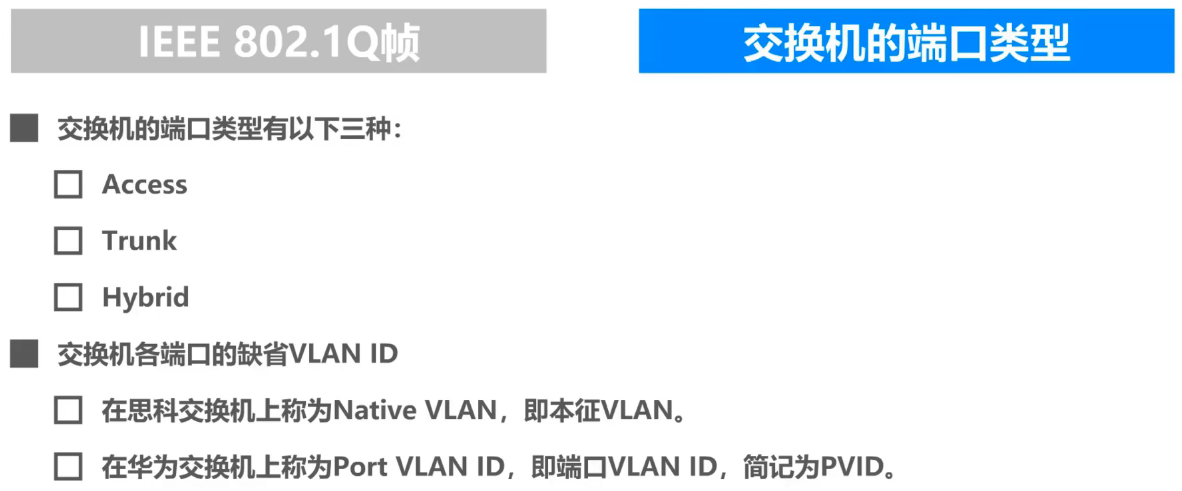 IEEE 802.1Q帧
交换机的端口类型
交换机的端口类型有以下三种：
Access
Trunk
Hybrid
交换机各端口的缺省VLAN ID
在思科交换机上称为Native VLAN，即本征VLAN。
在华为交换机上称为Port VLAN ID，即端口VLAN ID，简记为PVID。